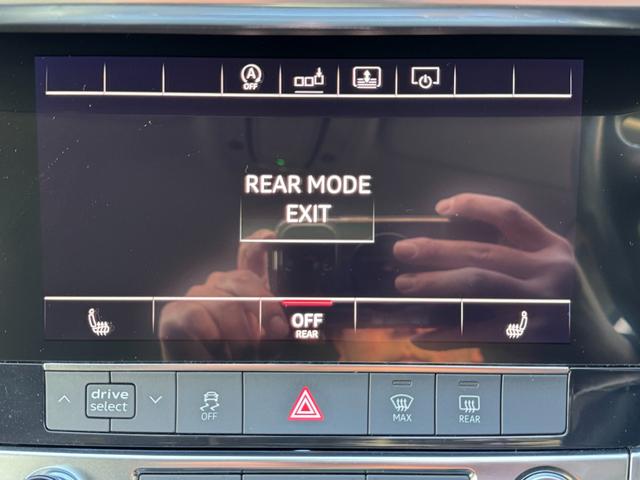 A
OFF
REAR MODE
EXIT
OFF
REAR
drive
select
OFF
MAX
REAR